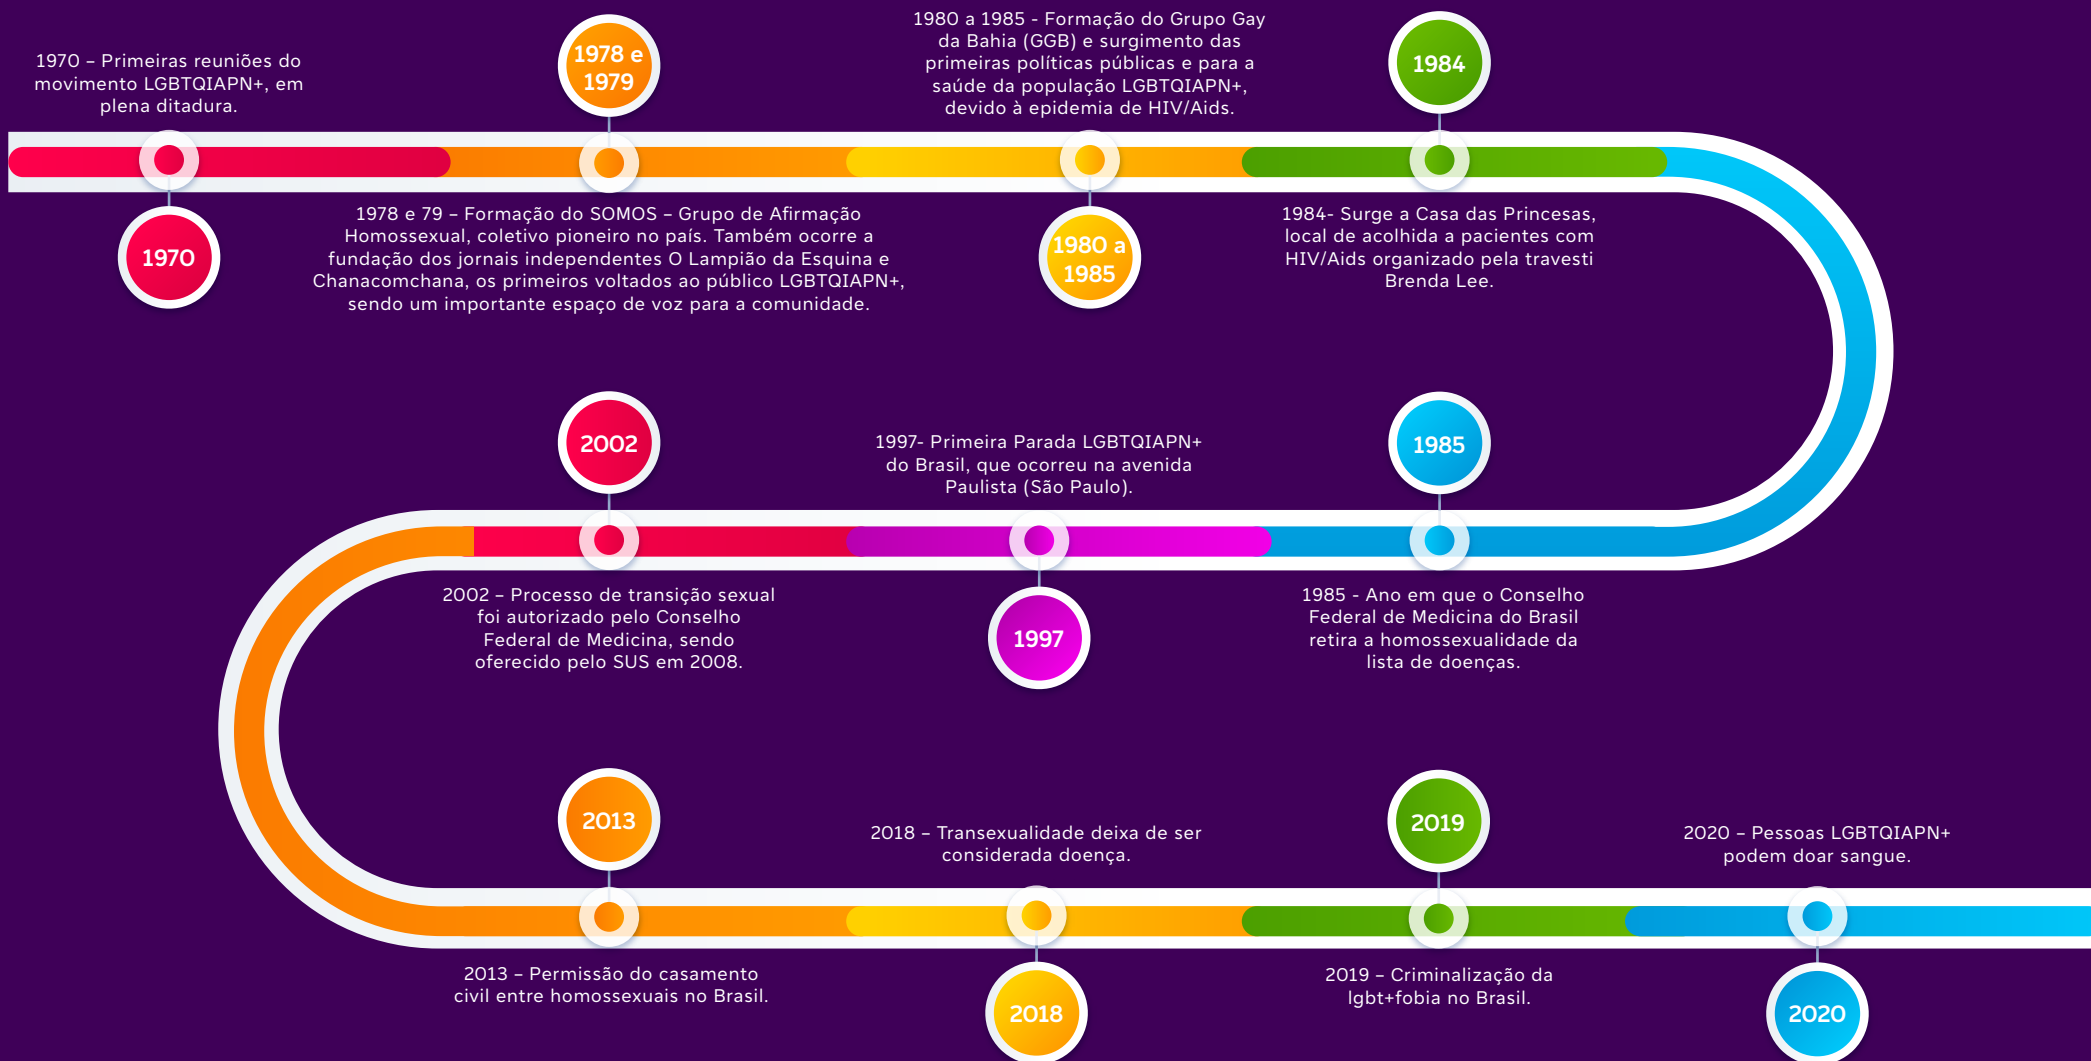 1970 – Primeiras reuniões do
movimento LGBTQIAPN+, em
plena ditadura.
1970
1978 e
1979
1978 e 79 – Formação do SOMOS – Grupo de Afirmação
Homossexual, coletivo pioneiro no país. Também ocorre a
fundação dos jornais independentes O Lampião da Esquina e
Chanacomchana, os primeiros voltados ao público LGBTQIAPN+,
sendo um importante espaço de voz para a comunidade.
1980 a 1985 - Formação do Grupo Gay
da Bahia (GGB) e surgimento das
primeiras políticas públicas e para a
saúde da população LGBTQIAPN+,
devido à epidemia de HIV/Aids.
1980 a
1985
1984
1984- Surge a Casa das Princesas,
local de acolhida a pacientes com
HIV/Aids organizado pela travesti
Brenda Lee.
1985
1985 - Ano em que o Conselho
Federal de Medicina do Brasil
retira a homossexualidade da
lista de doenças.
1997- Primeira Parada LGBTQIAPN+
do Brasil, que ocorreu na avenida
Paulista (São Paulo).
1997
2002
2002 – Processo de transição sexual
foi autorizado pelo Conselho
Federal de Medicina, sendo
oferecido pelo SUS em 2008.
2013
2013 – Permissão do casamento
civil entre homossexuais no Brasil.
2018 – Transexualidade deixa de ser
considerada doença.
2018
2019
2019 – Criminalização da
lgbt+fobia no Brasil.
2020 – Pessoas LGBTQIAPN+
podem doar sangue.
2020